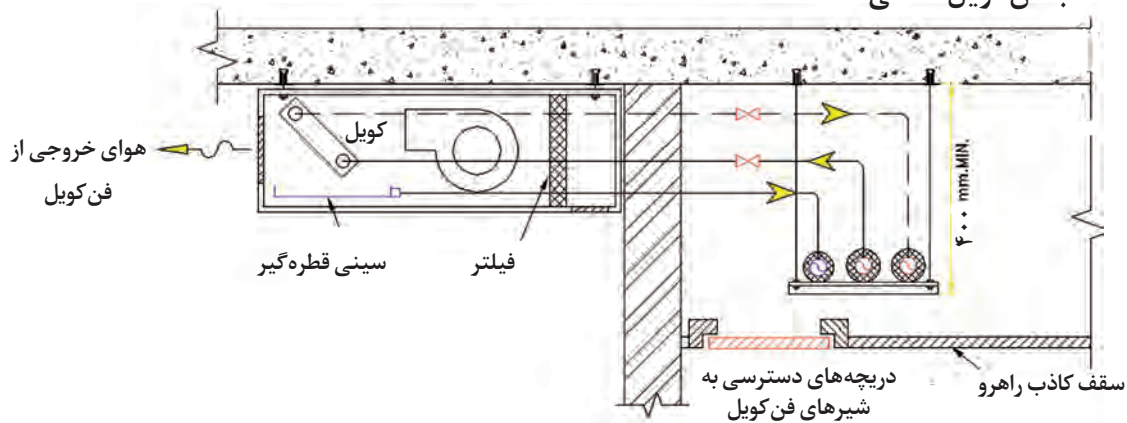 کویل
هوای خروجی از
فن‌کویل
سینی قطره‌گیر
فیلتر
۴۰۰ mm.MIN.
دریچه‌های دسترسی به
شیرهای فن‌کویل
سقف کاذب راهرو